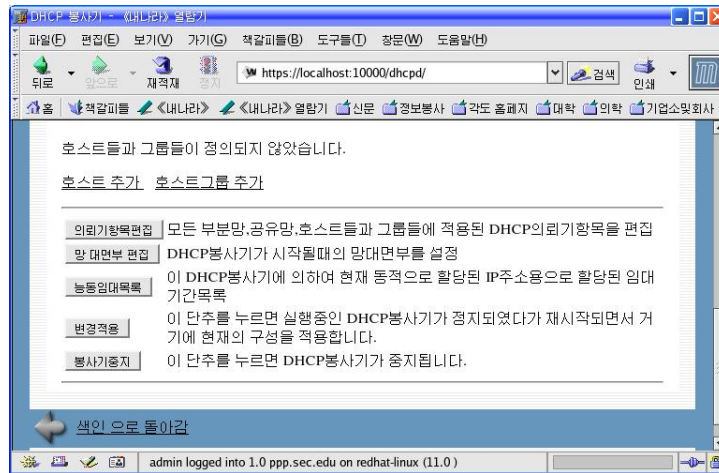 DHCP 봉사기 - 《내나라》 열람기
파일(F) 편집(E) 보기(V) 가기(G) 책갈피들(B) 도구들(T) 창문(W) 도움말(H)
뒤로 앞으로 재적재 정지 https://localhost:10000/dhcpd/ 검색 인쇄
홈 책갈피들 《내나라》 《내나라》 열람기 신문 정보봉사 각도 홈페지 대학 의학 기업소및회사
호스트들과 그룹들이 정의되지 않았습니다.
호스트 추가 호스트그룹 추가
의뢰기항목편집 모든 부분망,공유망,호스트들과 그룹들에 적용된 DHCP의뢰기항목을 편집
망 대면부 편집 DHCP봉사기가 시작될때의 망대면부를 설정
능동임대목록 이 DHCP봉사기에 의하여 현재 동적으로 할당된 IP주소용으로 할당된 임대
기간목록
변경적용 이 단추를 누르면 실행중인 DHCP봉사기가 정지되였다가 재시작되면서 거
기에 현재의 구성을 적용합니다.
봉사기중지 이 단추를 누르면 DHCP봉사기가 중지됩니다.
색인 으로 돌아감
admin logged into 1.0 ppp.sec.edu on redhat-linux (11.0 )